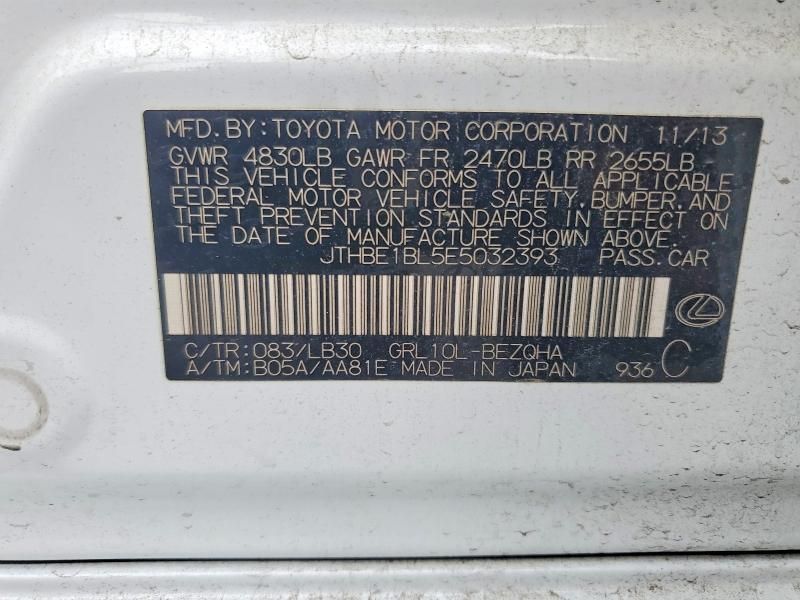 MFD. BY: TOYOTA MOTOR CORPORATION 11/13
GVWR 4830LB GAWR FR 2470LB RR 2655LB
THIS VEHICLE CONFORMS TO ALL APPLICABLE
FEDERAL MOTOR VEHICLE SAFETY, BUMPER, AND
THEFT PREVENTION STANDARDS IN EFFECT ON
THE DATE OF MANUFACTURE SHOWN ABOVE.
JTHBE1BL5E5032393 PASS. CAR
C/TR: 083/LB30 GRL10L-BEZQHA
A/TM: B05A/AA81E MADE IN JAPAN 936 C